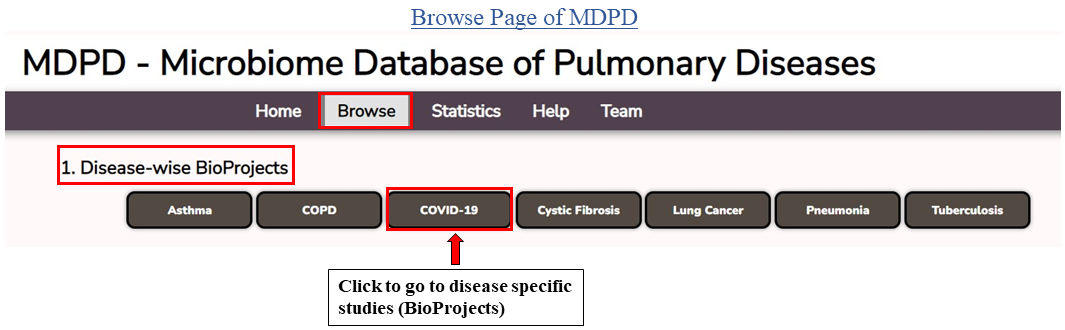 Browse Page of MDPD
MDPD - Microbiome Database of Pulmonary Diseases
Home Browse Statistics Help Team
1. Disease-wise BioProjects
Asthma COPD COVID-19 Cystic Fibrosis Lung Cancer Pneumonia Tuberculosis
Click to go to disease specific
studies (BioProjects)